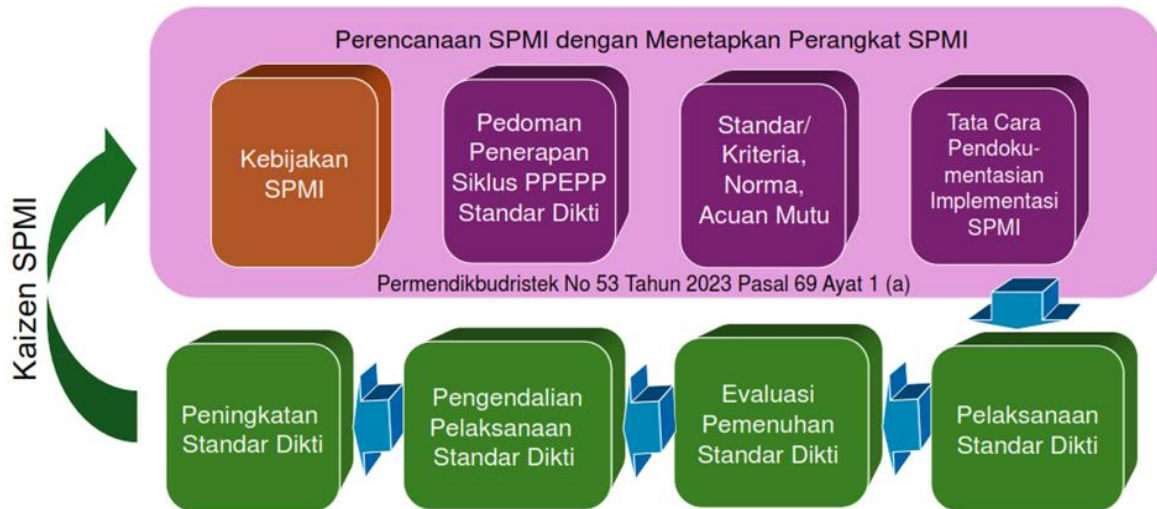 Perencanaan SPMI dengan Menetapkan Perangkat SPMI
Kebijakan
SPMI
Pedoman
Penerapan
Siklus PPEPP
Standar Dikti
Standar/
Kriteria,
Norma,
Acuan Mutu
Tata Cara
Pendoku-
mentasian
Implementasi
SPMI
Permendikbudristek No 53 Tahun 2023 Pasal 69 Ayat 1 (a)
Kaizen SPMI
Peningkatan
Standar Dikti
Pengendalian
Pelaksanaan
Standar Dikti
Evaluasi
Pemenuhan
Standar Dikti
Pelaksanaan
Standar Dikti